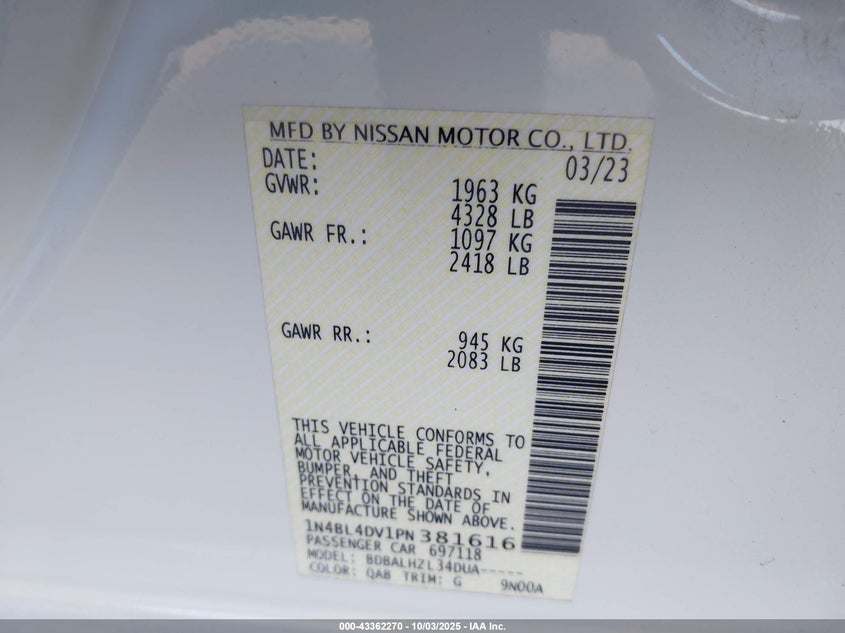 MFD BY NISSAN MOTOR CO., LTD.
DATE: 03/23
GVWR: 1963 KG
4328 LB
GAWR FR.: 1097 KG
2418 LB
GAWR RR.: 945 KG
2083 LB
THIS VEHICLE CONFORMS TO
ALL APPLICABLE FEDERAL
MOTOR VEHICLE SAFETY,
BUMPER, AND THEFT
PREVENTION STANDARDS IN
EFFECT ON THE DATE OF
MANUFACTURE SHOWN ABOVE.
1N4BL4DV1PN 381616
PASSENGER CAR 697118
MODEL: BDBALHZL34DUA-----
COLOR: QAB TRIM: G 9N00A
000-43362270 - 10/03/2025 - IAA Inc.